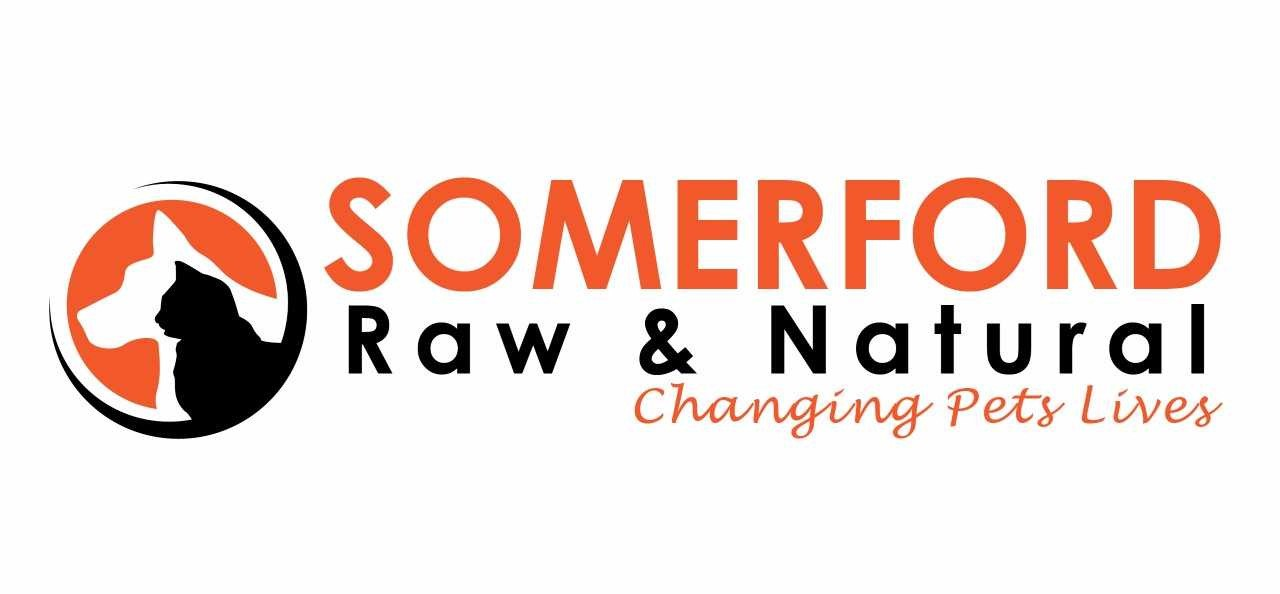 SOMERFORD
Raw & Natural
Changing Pets Lives